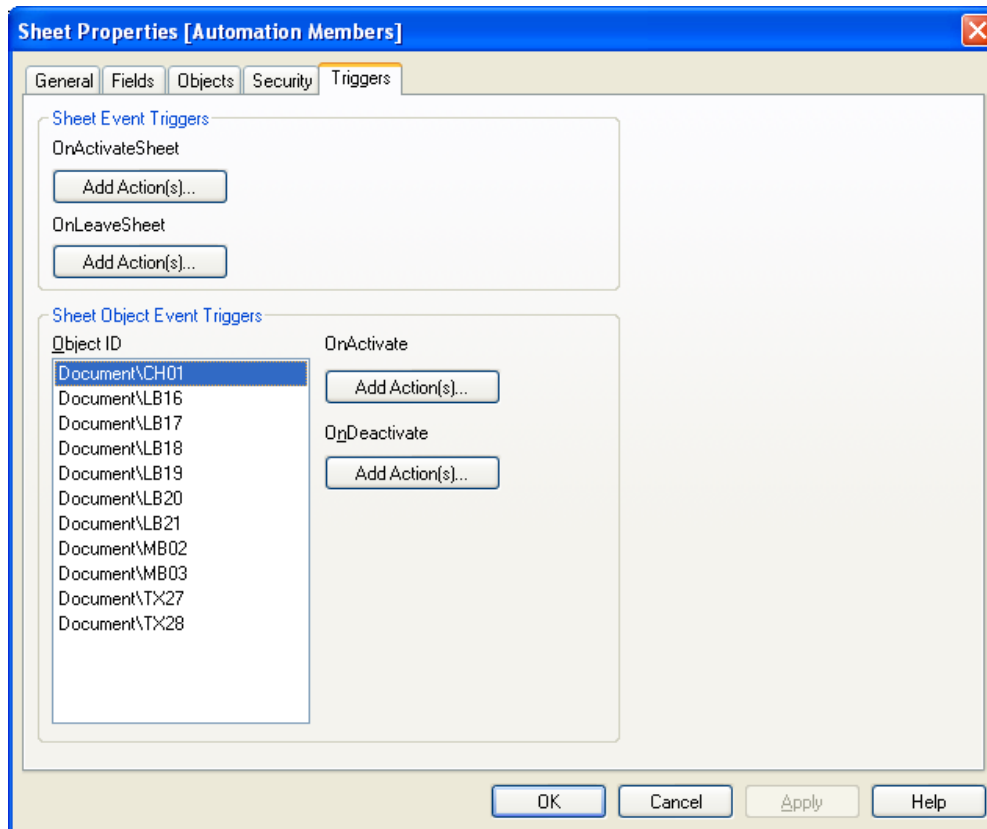 Sheet Properties [Automation Members]
General Fields Objects Security Triggers
Sheet Event Triggers
OnActivateSheet
Add Action(s)...
OnLeaveSheet
Add Action(s)...
Sheet Object Event Triggers
Object ID
Document\CH01
Document\LB16
Document\LB17
Document\LB18
Document\LB19
Document\LB20
Document\LB21
Document\MB02
Document\MB03
Document\TX27
Document\TX28
OnActivate
Add Action(s)...
OnDeactivate
Add Action(s)...
OK Cancel Apply Help